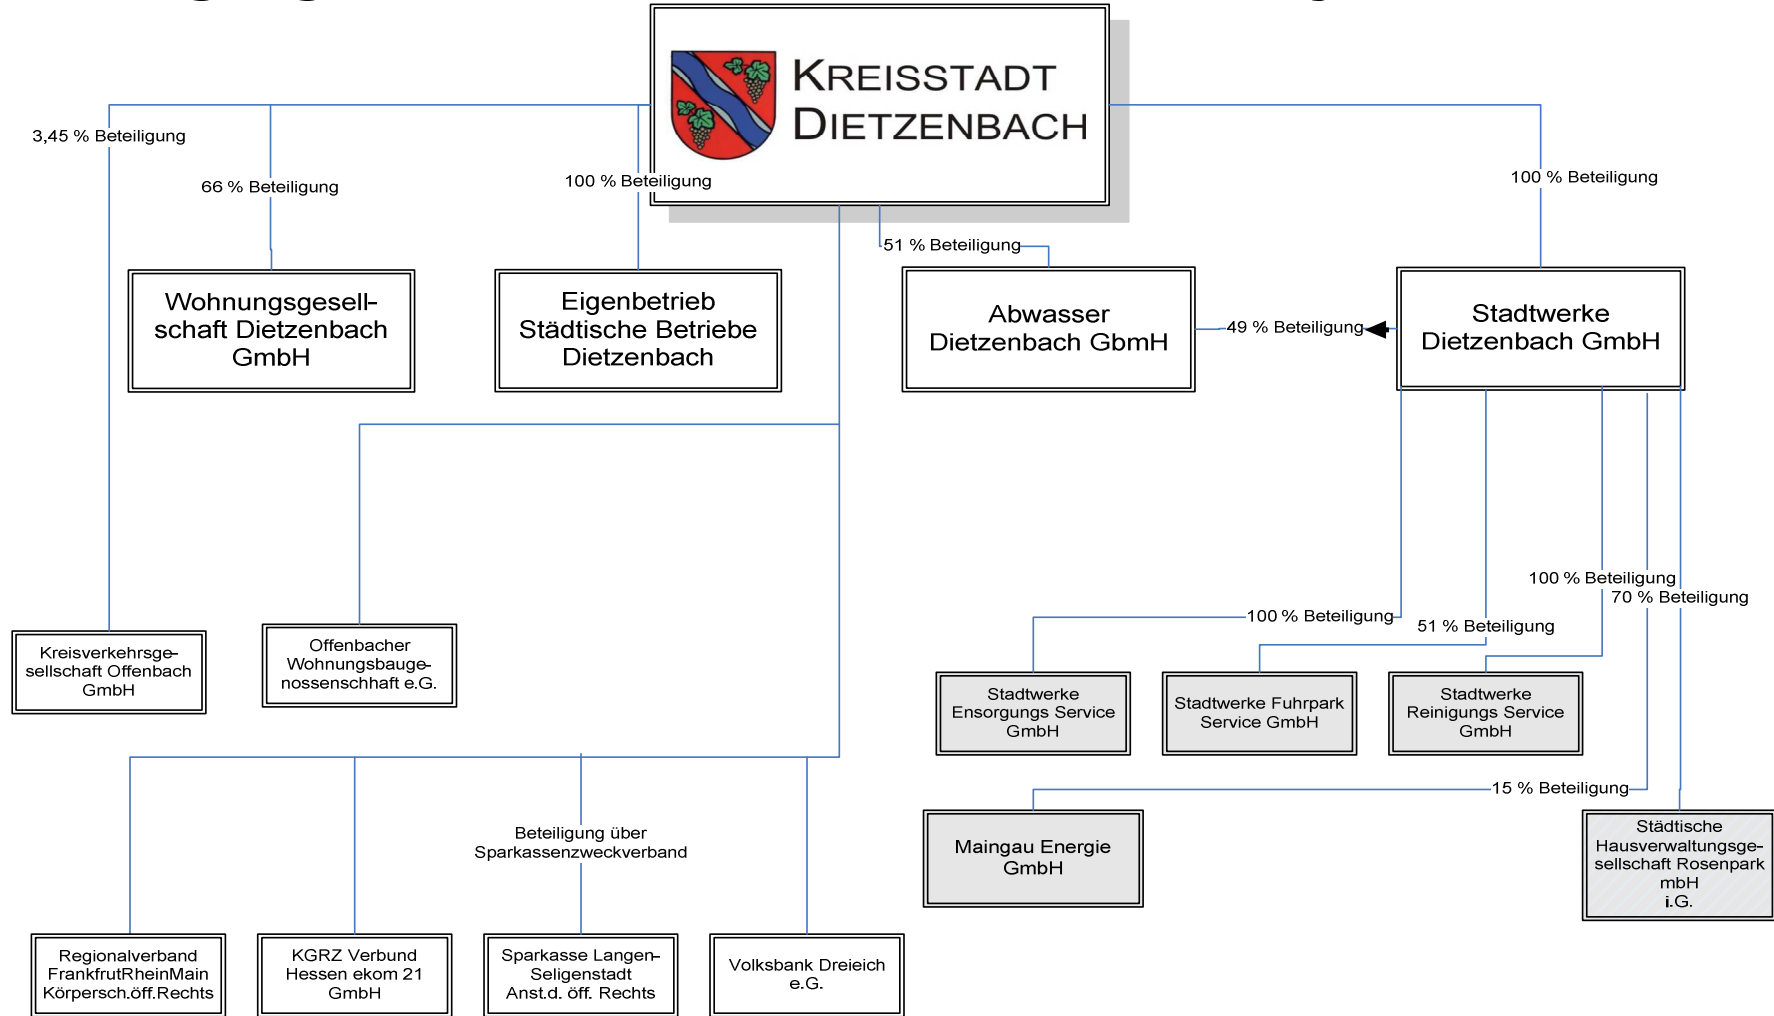 KREISSTADT
DIETZENBACH
3,45 % Beteiligung
66 % Beteiligung
100 % Beteiligung
100 % Beteiligung
51 % Beteiligung
Wohnungsgesell-
schaft Dietzenbach
GmbH
Eigenbetrieb
Städtische Betriebe
Dietzenbach
Abwasser
Dietzenbach GbmH
49 % Beteiligung
Stadtwerke
Dietzenbach GmbH
100 % Beteiligung
70 % Beteiligung
100 % Beteiligung
51 % Beteiligung
Kreisverkehrsge-
sellschaft Offenbach
GmbH
Offenbacher
Wohnungsbauge-
nossenschhaft e.G.
Stadtwerke
Ensorgungs Service
GmbH
Stadtwerke Fuhrpark
Service GmbH
Stadtwerke
Reinigungs Service
GmbH
15 % Beteiligung
Beteiligung über
Sparkassenzweckverband
Maingau Energie
GmbH
Städtische
Hausverwaltungsge-
sellschaft Rosenpark
mbH
i.G.
Regionalverband
FrankfrutRheinMain
Körpersch.öff.Rechts
KGRZ Verbund
Hessen ekom 21
GmbH
Sparkasse Langen-
Seligenstadt
Anst.d. öff. Rechts
Volksbank Dreieich
e.G.